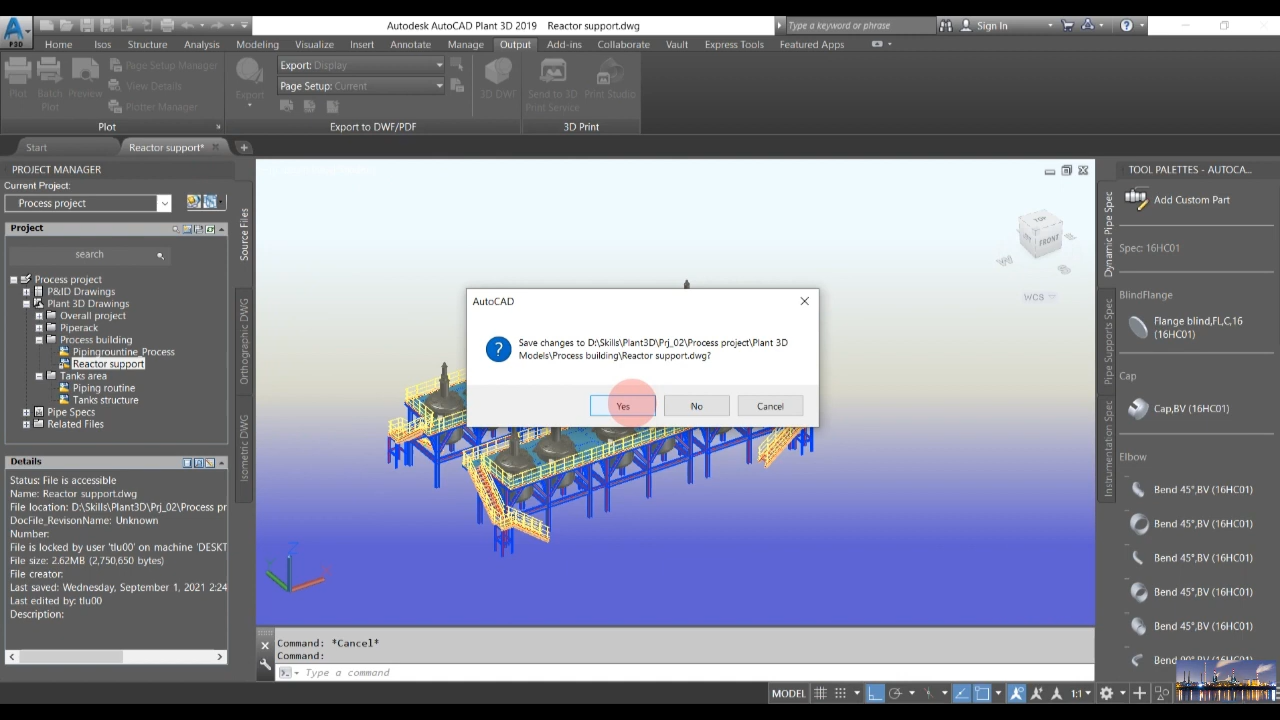 Autodesk AutoCAD Plant 3D 2019 Reactor support.dwg
Type a keyword or phrase
Sign In
P3D
Home Isos Structure Analysis Modeling Visualize Insert Annotate Manage Output Add-ins Collaborate Vault Express Tools Featured Apps
Plot
Batch Plot
Preview
Page Setup Manager
View Details
Plotter Manager
Export
Export: Display
Page Setup: Current
3D DWF
Send to 3D Print Service
Print Studio
Plot
Export to DWF/PDF
3D Print
Start
Reactor support*
PROJECT MANAGER
Current Project:
Process project
Project
search
Process project
P&ID Drawings
Plant 3D Drawings
Overall project
Piperack
Process building
Pipingrountine_Process
Reactor support
Tanks area
Piping routine
Tanks structure
Pipe Specs
Related Files
Source Files
Orthographic DWG
Isometric DWG
Details
Status: File is accessible
Name: Reactor support.dwg
File location: D:\Skills\Plant3D\Prj_02\Process pr
DocFile_RevisonName: Unknown
Number:
File is locked by user 'tlu00' on machine 'DESKT
File size: 2.62MB (2,750,650 bytes)
File creator:
Last saved: Wednesday, September 1, 2021 2:24
Last edited by: tlu00
Description:
TOP
FRONT
WCS
AutoCAD
Save changes to D:\Skills\Plant3D\Prj_02\Process project\Plant 3D
Models\Process building\Reactor support.dwg?
Yes
No
Cancel
Z
Command: *Cancel*
Command:
Type a command
TOOL PALETTES - AUTOCA...
Dynamic Pipe Spec
Pipe Supports Spec
Instrumentation Spec
Add Custom Part
Spec: 16HC01
BlindFlange
Flange blind,FL,C,16
(16HC01)
Cap
Cap,BV (16HC01)
Elbow
Bend 45°,BV (16HC01)
Bend 45°,BV (16HC01)
Bend 45°,BV (16HC01)
Bend 45°,BV (16HC01)
Bend 45°,BV (16HC01)
MODEL
1:1